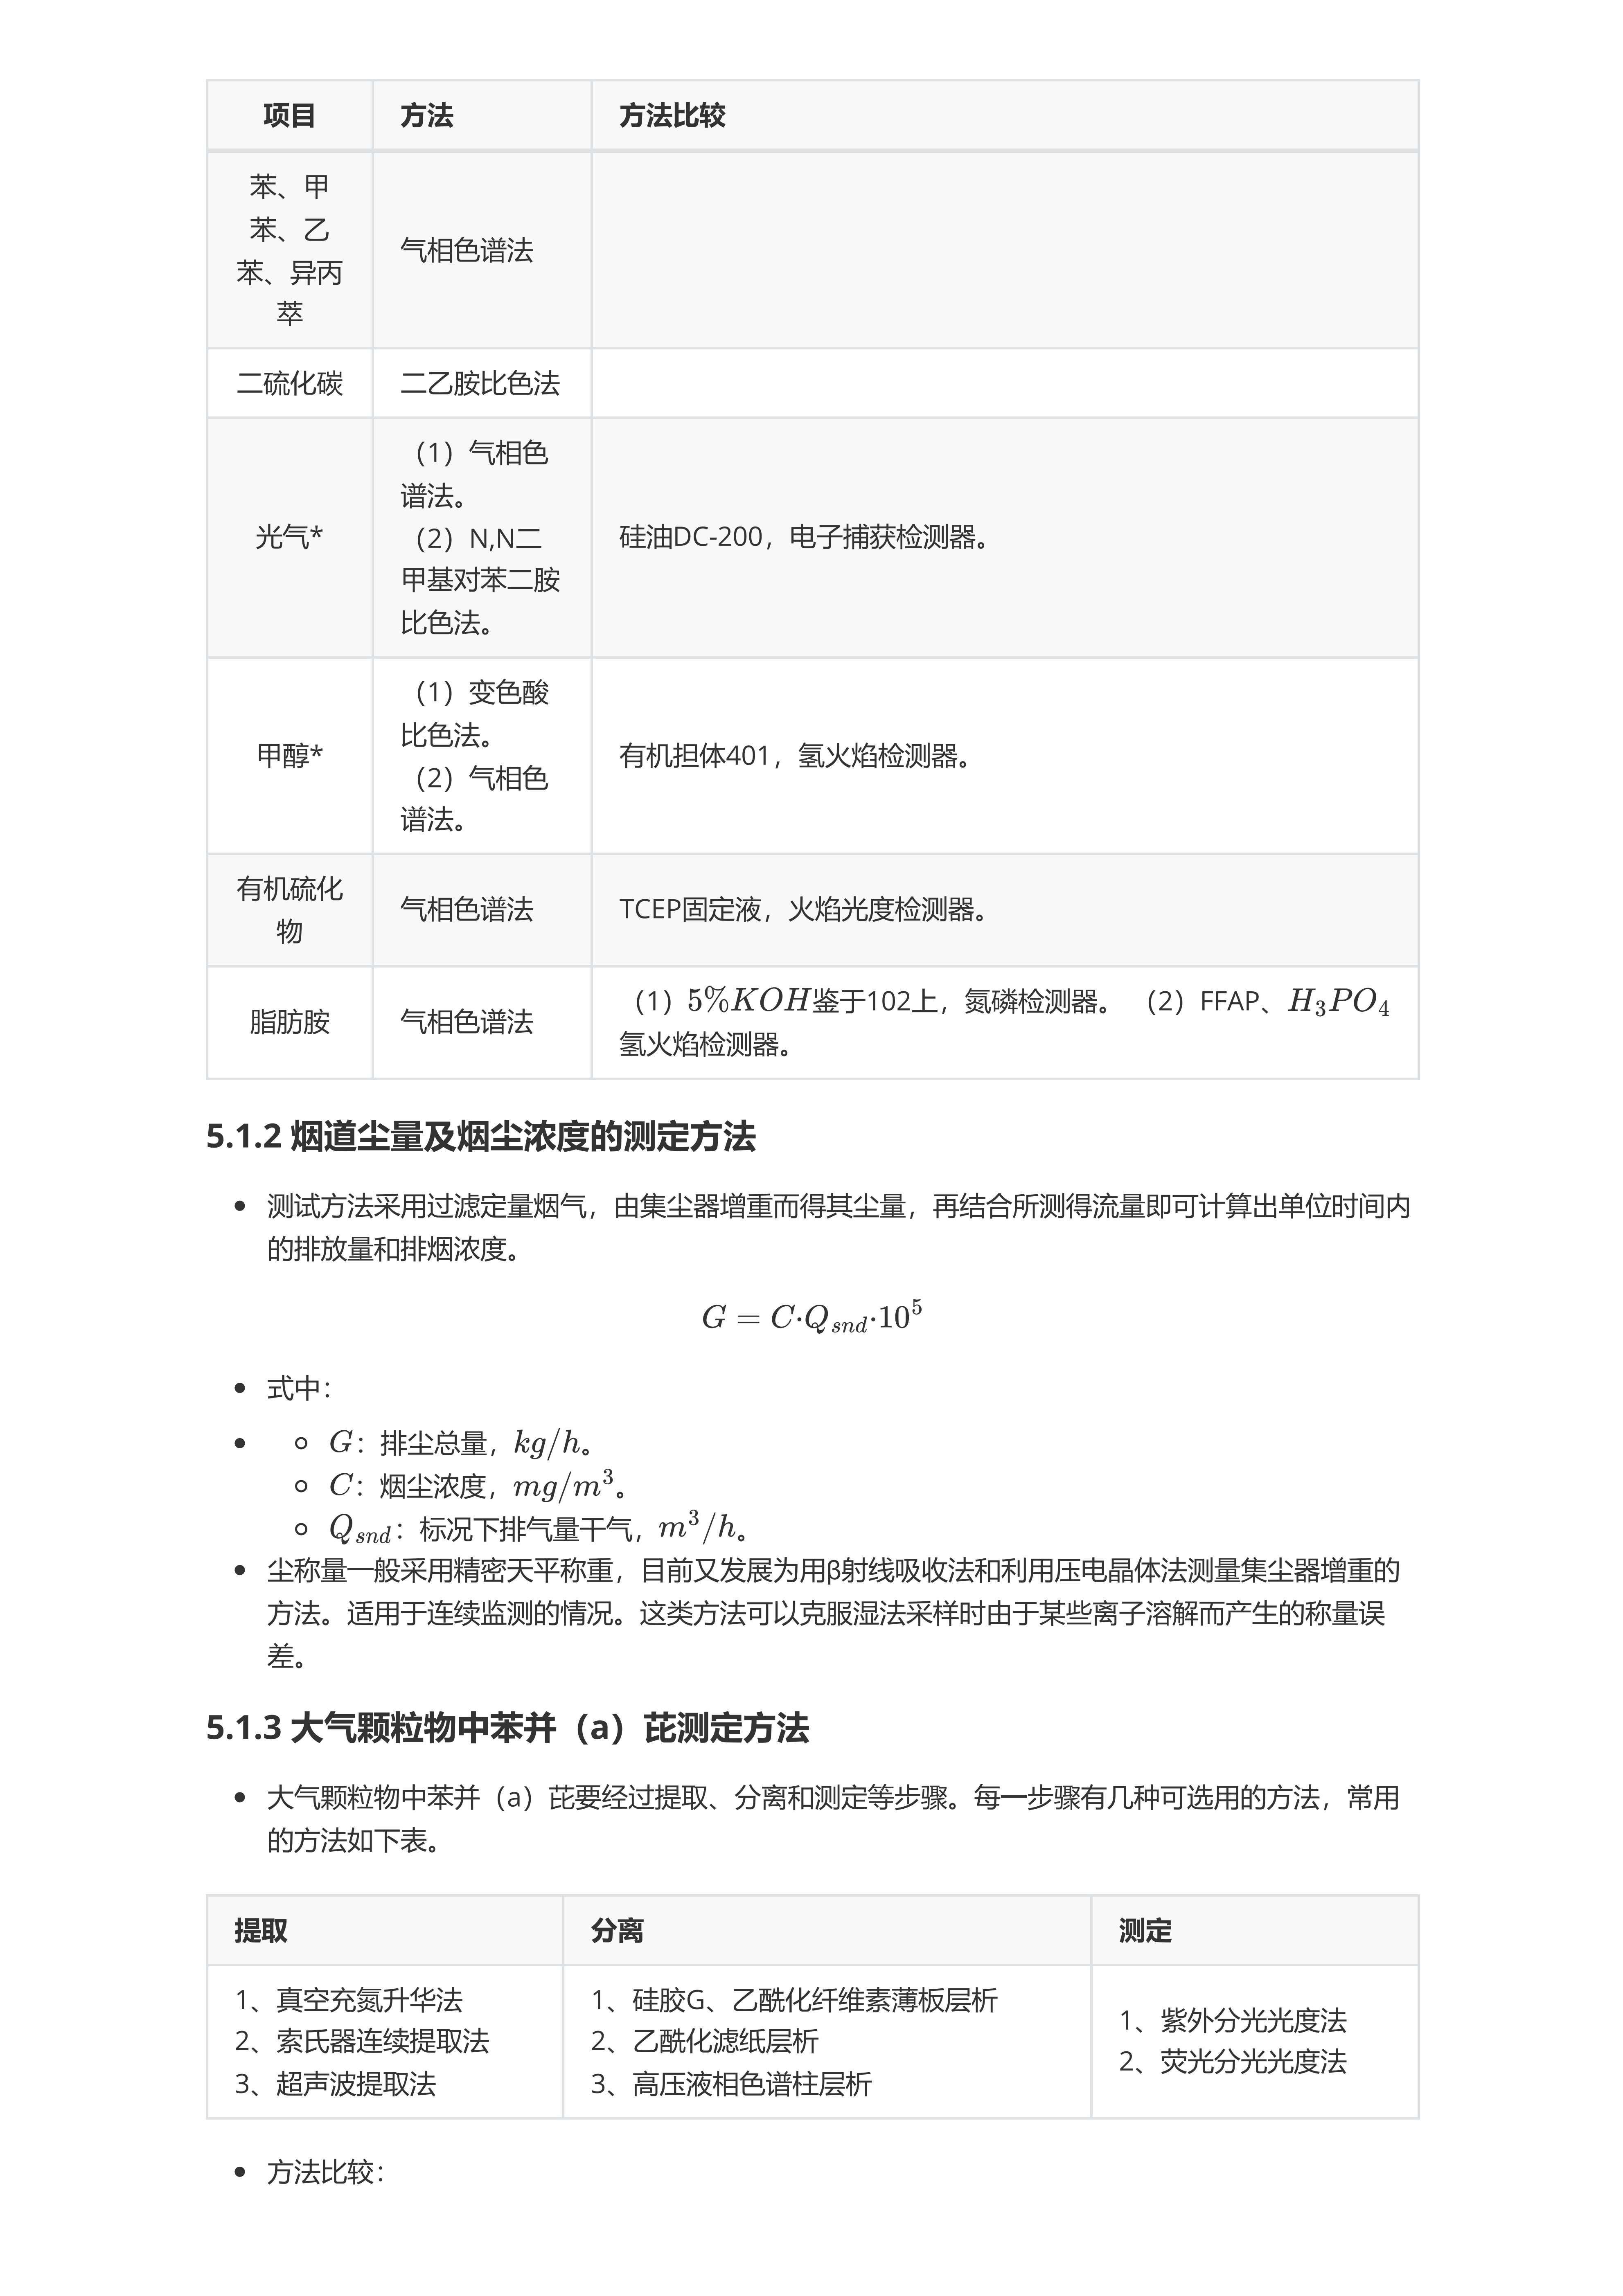 项目 方法 方法比较
苯、甲
苯、乙
苯、异丙
萃
气相色谱法
二硫化碳 二乙胺比色法
光气*
（1）气相色
谱法。
（2）N,N二
甲基对苯二胺
比色法。
硅油DC-200，电子捕获检测器。
甲醇*
（1）变色酸
比色法。
（2）气相色
谱法。
有机担体401，氢火焰检测器。
有机硫化
物
气相色谱法
TCEP固定液，火焰光度检测器。
脂肪胺
气相色谱法
（1）5%KOH鉴于102上，氮磷检测器。 （2）FFAP、H₃PO₄
氢火焰检测器。
5.1.2 烟道尘量及烟尘浓度的测定方法
• 测试方法采用过滤定量烟气，由集尘器增重而得其尘量，再结合所测得流量即可计算出单位时间内
的排放量和排烟浓度。
G = C·Qsnd·10⁵
• 式中：
• ◦ G：排尘总量，kg/h。
◦ C：烟尘浓度，mg/m³。
◦ Qsnd：标况下排气量干气，m³/h。
• 尘称量一般采用精密天平称重，目前又发展为用β射线吸收法和利用压电晶体法测量集尘器增重的
方法。适用于连续监测的情况。这类方法可以克服湿法采样时由于某些离子溶解而产生的称量误
差。
5.1.3 大气颗粒物中苯并（a）芘测定方法
• 大气颗粒物中苯并（a）芘要经过提取、分离和测定等步骤。每一步骤有几种可选用的方法，常用
的方法如下表。
提取 分离 测定
1、真空充氮升华法
2、索氏器连续提取法
3、超声波提取法
1、硅胶G、乙酰化纤维素薄板层析
2、乙酰化滤纸层析
3、高压液相色谱柱层析
1、紫外分光光度法
2、荧光分光光度法
• 方法比较：